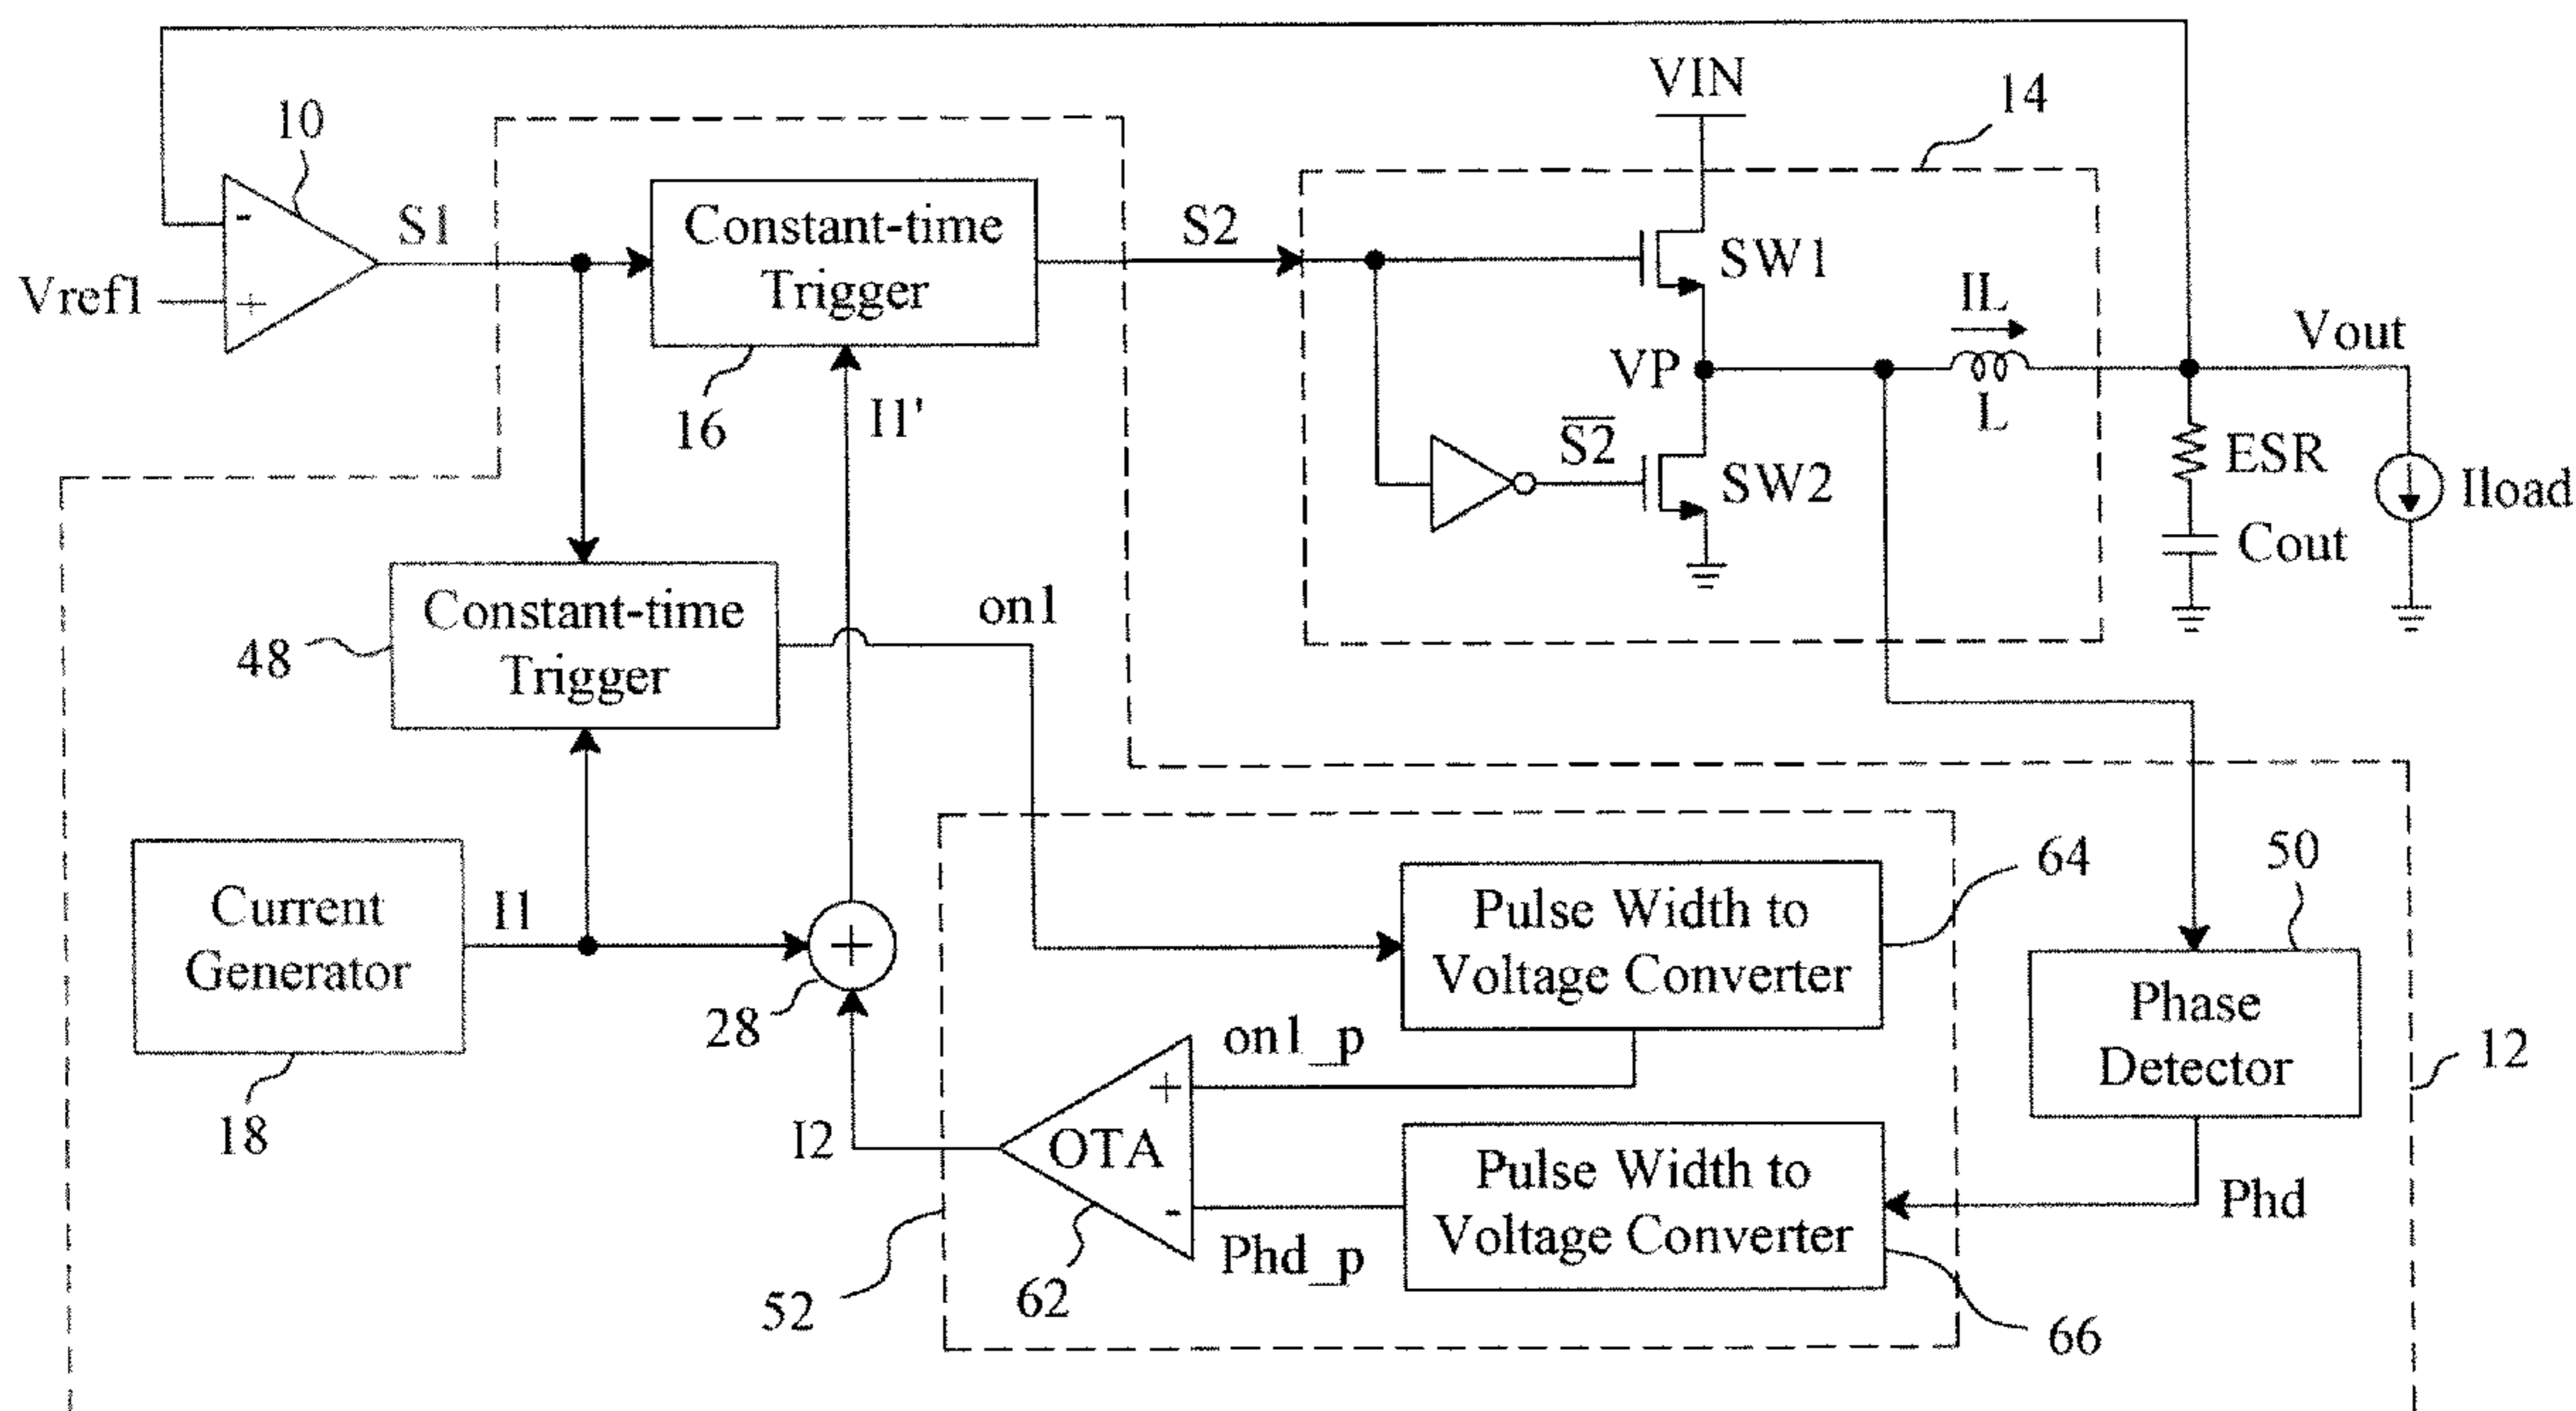 VIN
14
10
-
S1
Constant-time
Trigger
S2
SW1
Vref1
+
IL
Vout
VP
L
16
I1'
S2
SW2
ESR
Iload
Cout
Constant-time
Trigger
on1
48
Current
Generator
I1
+
28
18
Pulse Width to
Voltage Converter
64
50
Phase
Detector
12
on1_p
+
OTA
-
I2
Pulse Width to
Voltage Converter
Phd
Phd_p
62
52
66